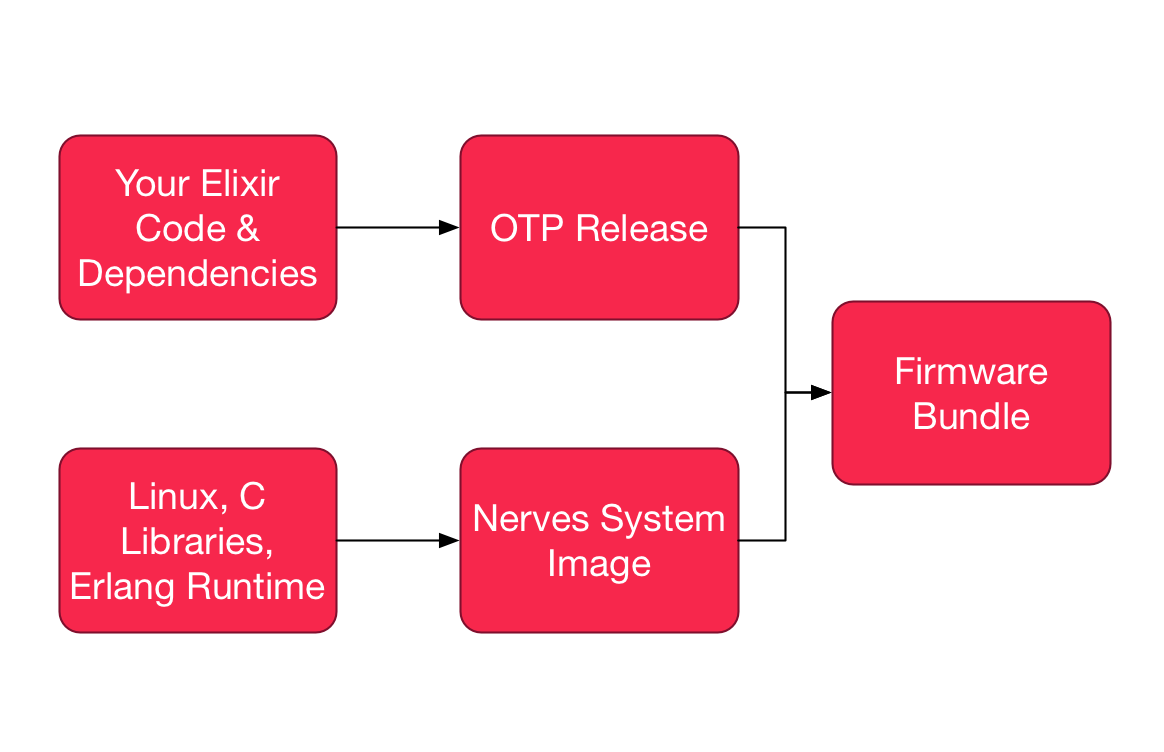 Your Elixir
Code &
Dependencies
OTP Release
Linux, C
Libraries,
Erlang Runtime
Nerves System
Image
Firmware
Bundle